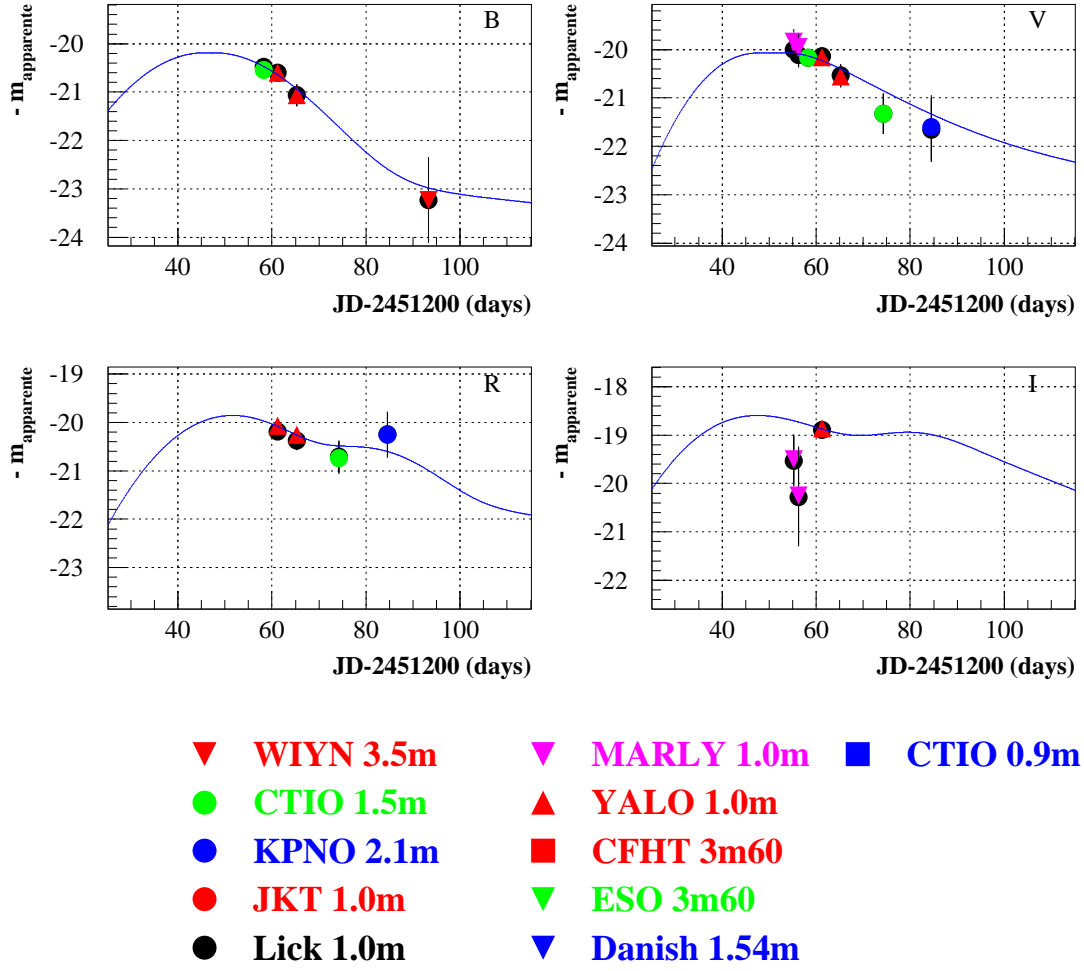 B
- m apparente
-20
-21
-22
-23
-24
40 60 80 100
JD-2451200 (days)
V
- m apparente
-20
-21
-22
-23
-24
40 60 80 100
JD-2451200 (days)
R
- m apparente
-19
-20
-21
-22
-23
40 60 80 100
JD-2451200 (days)
I
- m apparente
-18
-19
-20
-21
-22
40 60 80 100
JD-2451200 (days)
WIYN 3.5m
MARLY 1.0m
CTIO 0.9m
CTIO 1.5m
YALO 1.0m
KPNO 2.1m
CFHT 3m60
JKT 1.0m
ESO 3m60
Lick 1.0m
Danish 1.54m